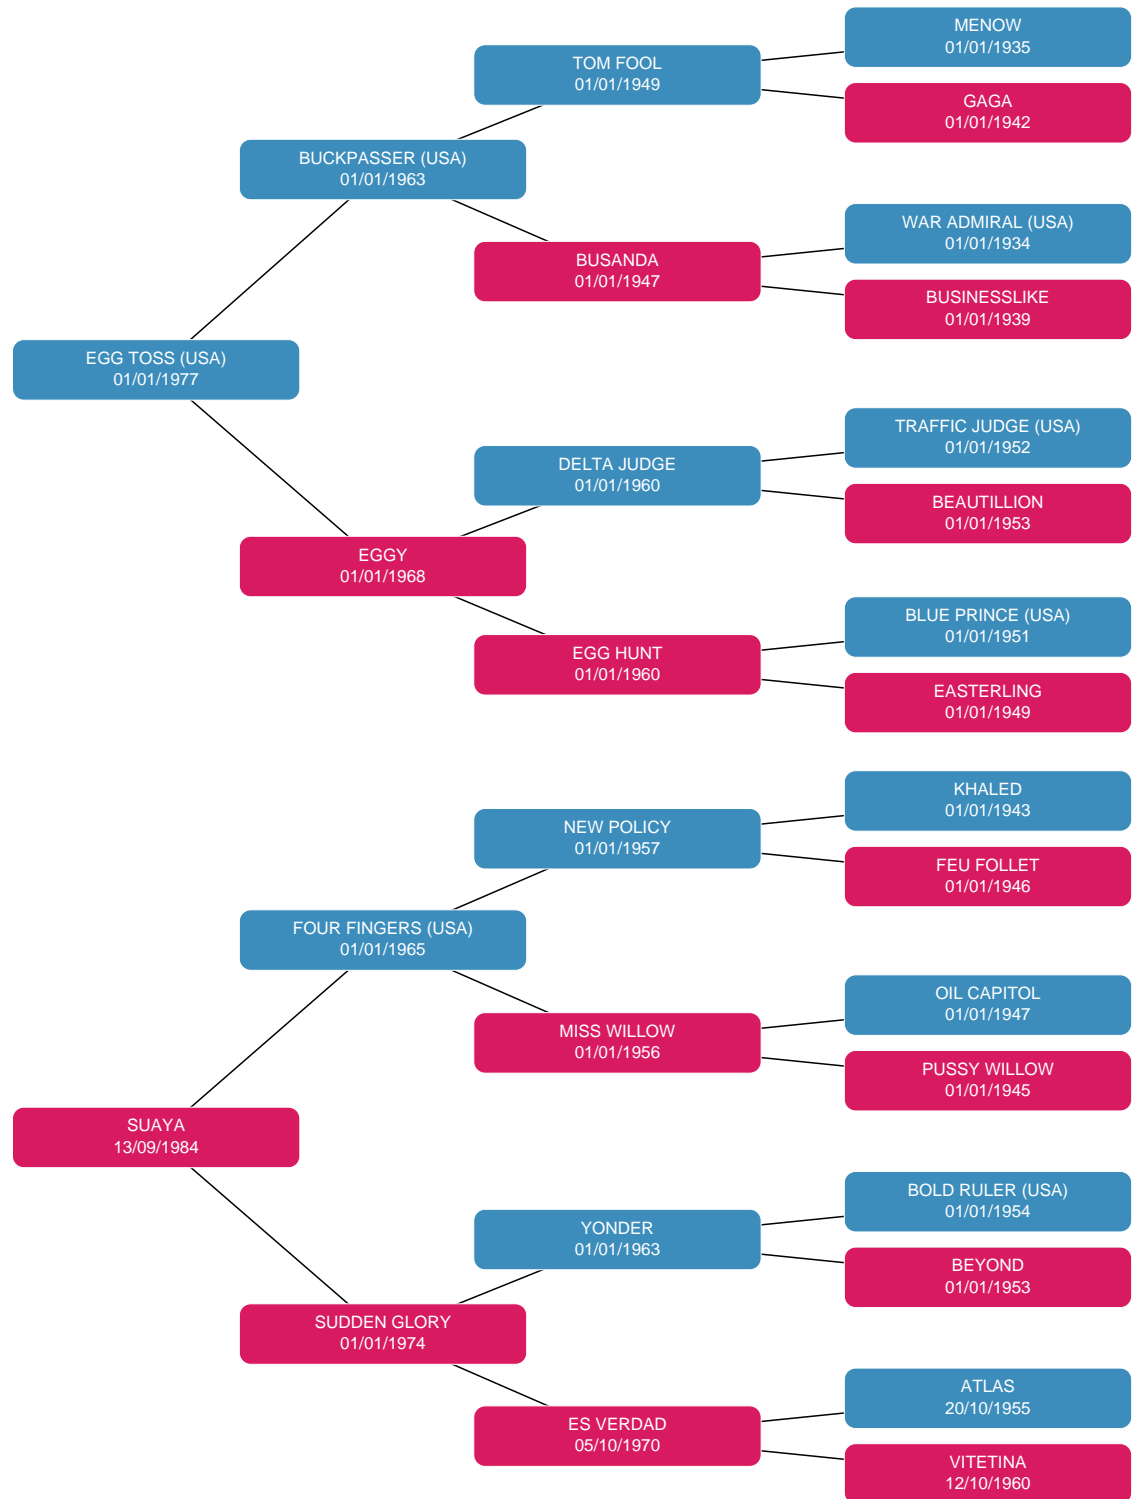 MENOW
01/01/1935
TOM FOOL
01/01/1949
GAGA
01/01/1942
BUCKPASSER (USA)
01/01/1963
WAR ADMIRAL (USA)
01/01/1934
BUSANDA
01/01/1947
BUSINESSLIKE
01/01/1939
EGG TOSS (USA)
01/01/1977
TRAFFIC JUDGE (USA)
01/01/1952
DELTA JUDGE
01/01/1960
BEAUTILLION
01/01/1953
EGGY
01/01/1968
BLUE PRINCE (USA)
01/01/1951
EGG HUNT
01/01/1960
EASTERLING
01/01/1949
KHALED
01/01/1943
NEW POLICY
01/01/1957
FEU FOLLET
01/01/1946
FOUR FINGERS (USA)
01/01/1965
OIL CAPITOL
01/01/1947
MISS WILLOW
01/01/1956
PUSSY WILLOW
01/01/1945
SUAYA
13/09/1984
BOLD RULER (USA)
01/01/1954
YONDER
01/01/1963
BEYOND
01/01/1953
SUDDEN GLORY
01/01/1974
ATLAS
20/10/1955
ES VERDAD
05/10/1970
VITETINA
12/10/1960